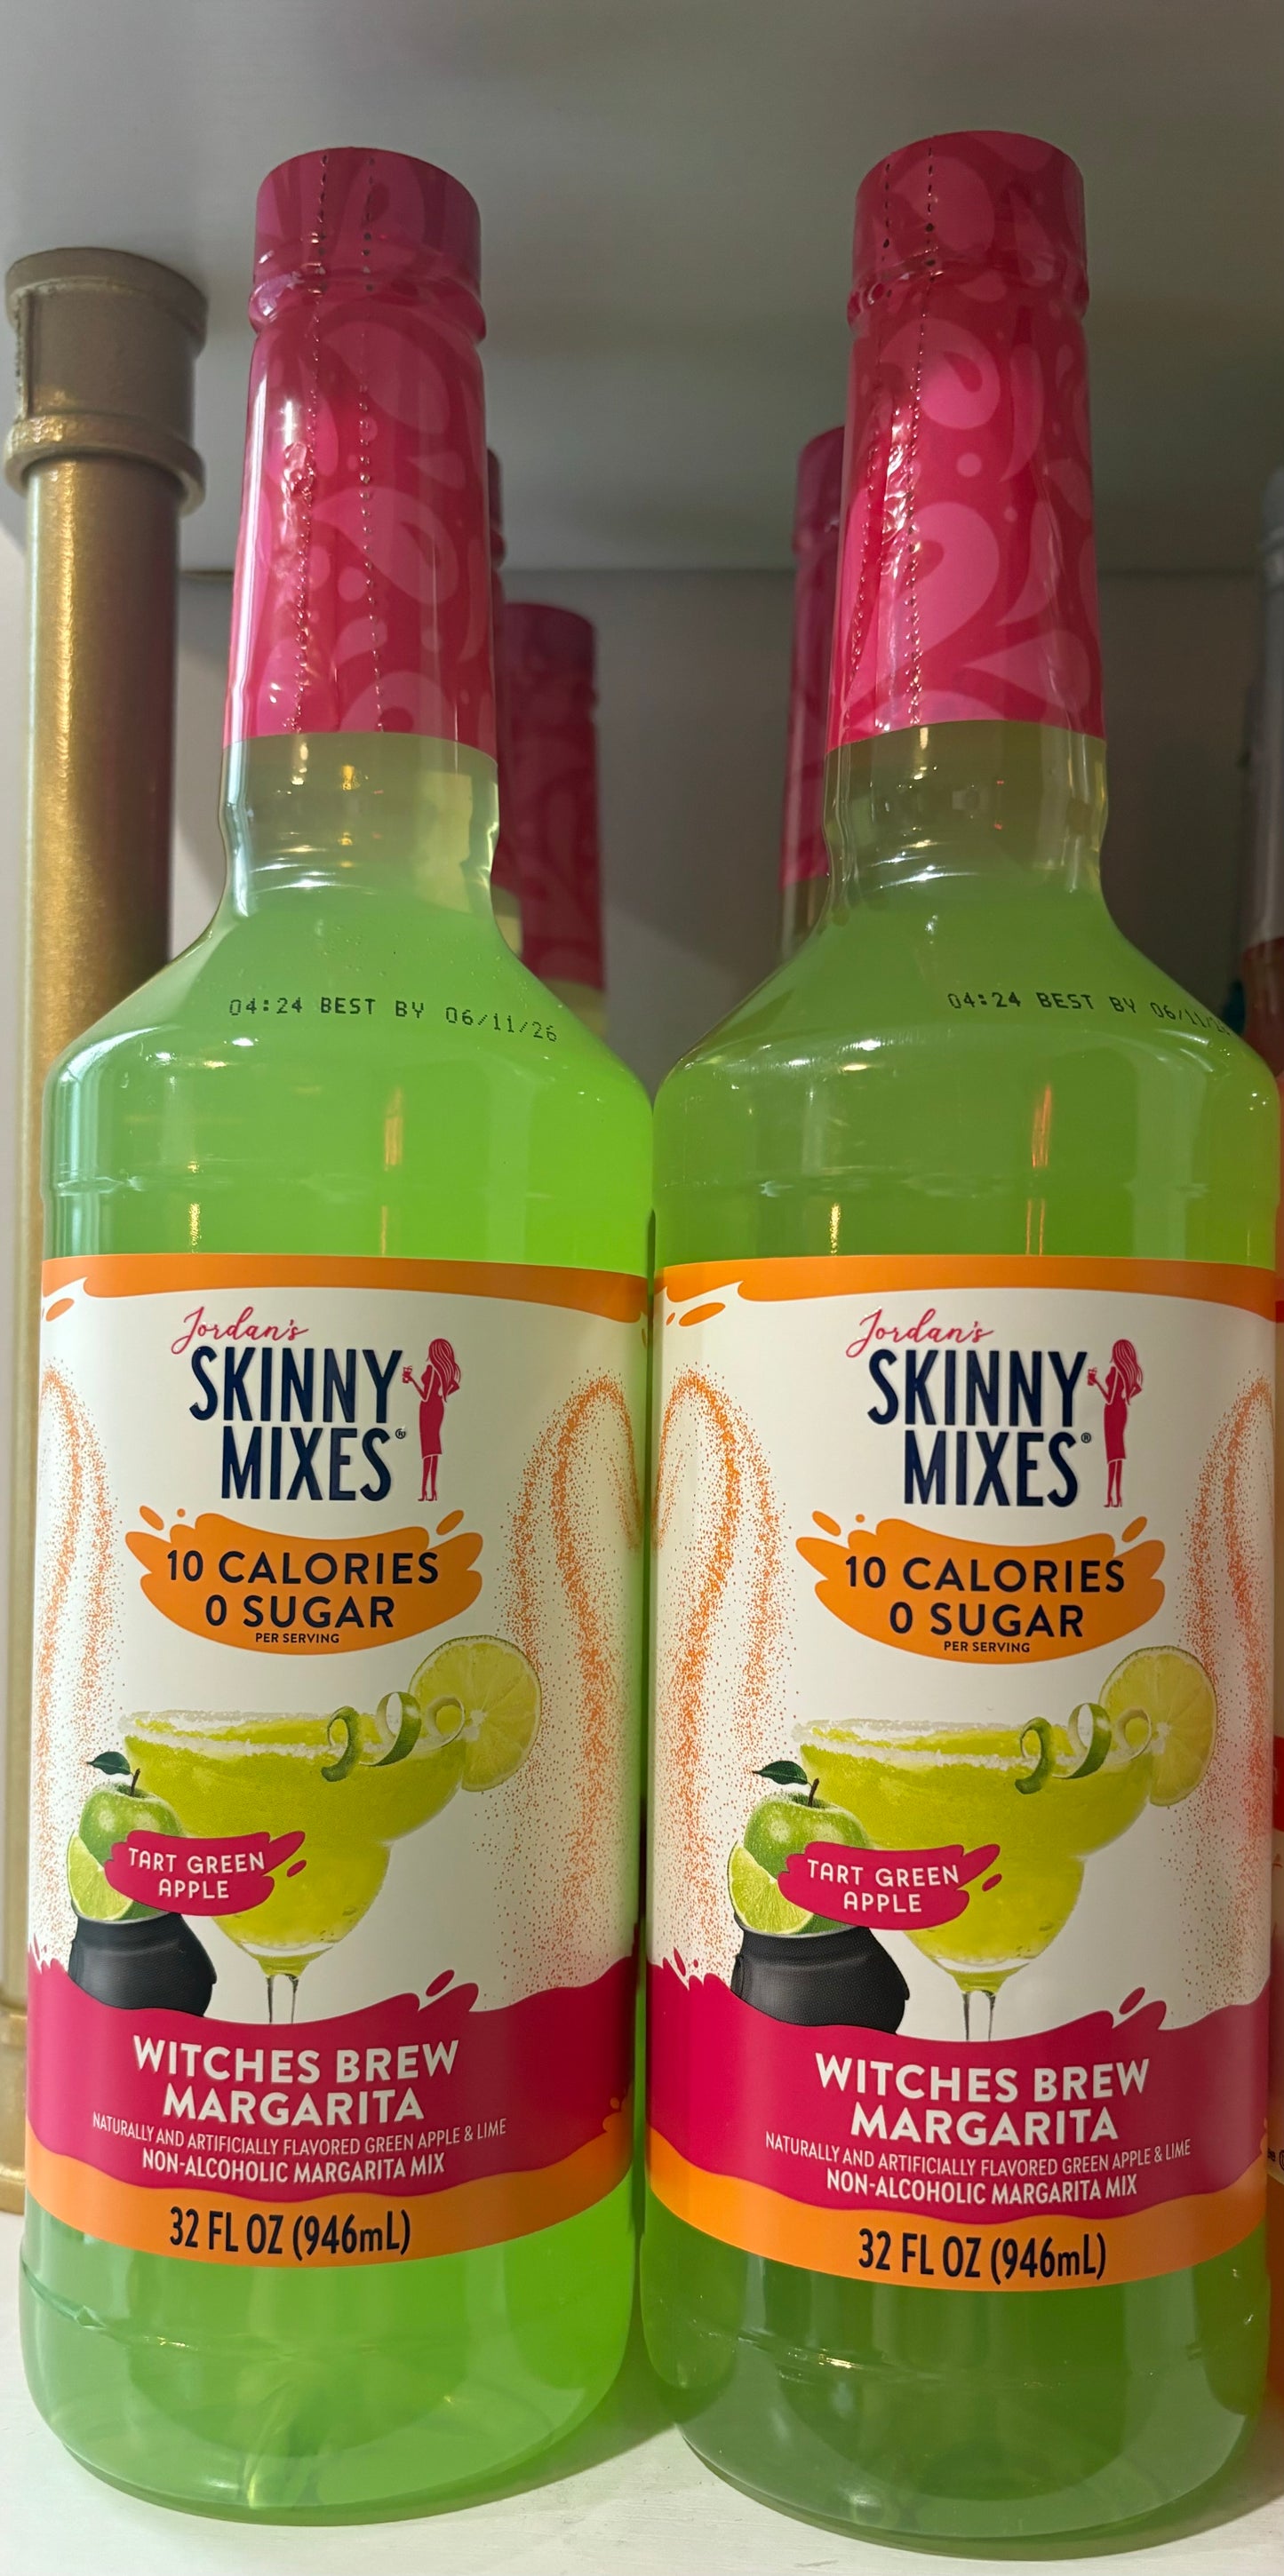 04:24 BEST BY 06/11/26
Jordan's
SKINNY
MIXES®
10 CALORIES
0 SUGAR
PER SERVING
TART GREEN
APPLE
WITCHES BREW
MARGARITA
NATURALLY AND ARTIFICIALLY FLAVORED GREEN APPLE & LIME
NON-ALCOHOLIC MARGARITA MIX
32 FL OZ (946mL)
04:24 BEST BY 06/11/2
Jordan's
SKINNY
MIXES®
10 CALORIES
0 SUGAR
PER SERVING
TART GREEN
APPLE
WITCHES BREW
MARGARITA
NATURALLY AND ARTIFICIALLY FLAVORED GREEN APPLE & LIME
NON-ALCOHOLIC MARGARITA MIX
32 FL OZ (946mL)